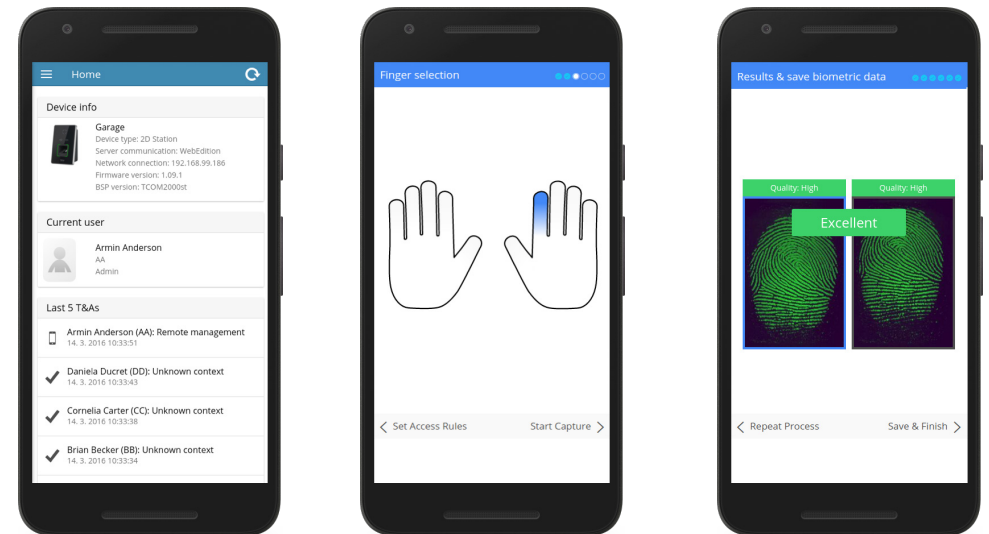 Home
Device info
Garage
Device type: 2D Station
Server communication: WebEdition
Network connection: 192.168.99.186
Firmware version: 1.09.1
BSP version: TCOM2000st
Current user
Armin Anderson
AA
Admin
Last 5 T&As
Armin Anderson (AA): Remote management
14. 3. 2016 10:33:51
Daniela Ducret (DD): Unknown context
14. 3. 2016 10:33:43
Cornelia Carter (CC): Unknown context
14. 3. 2016 10:33:38
Brian Becker (BB): Unknown context
14. 3. 2016 10:33:34
Finger selection
Set Access Rules
Start Capture
Results & save biometric data
Quality: High
Quality: High
Excellent
Repeat Process
Save & Finish